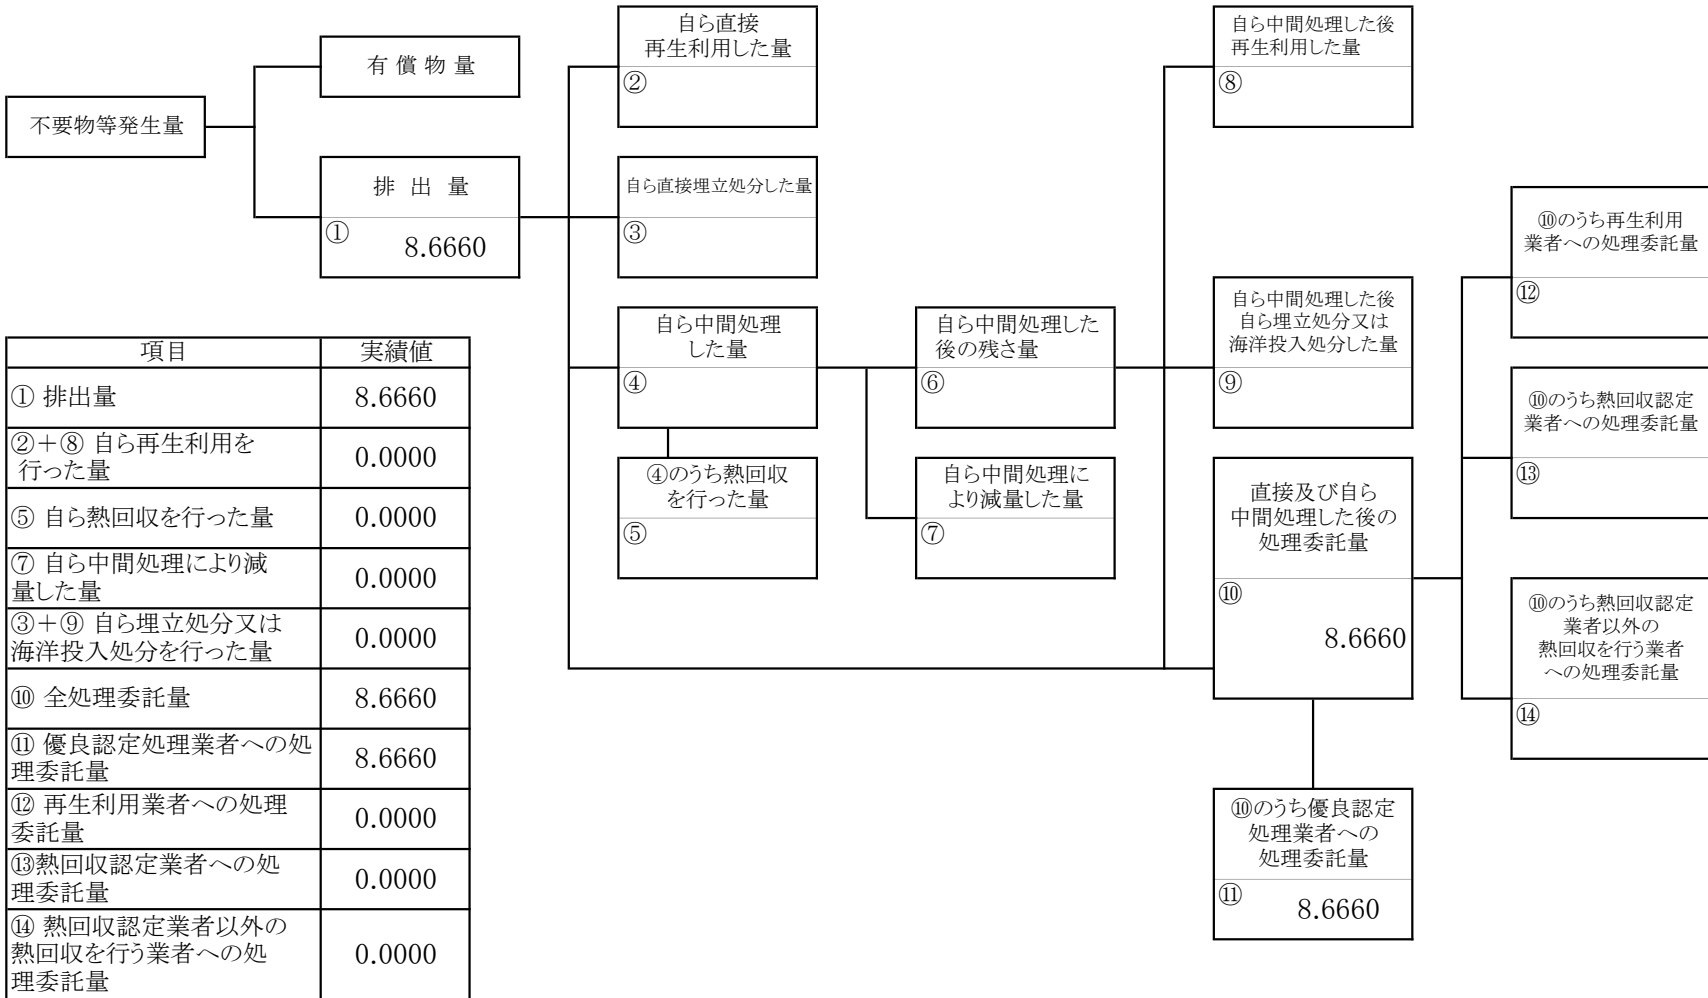 不要物等発生量
有 償 物 量
排 出 量
①
8.6660
自ら直接
再生利用した量
②
自ら直接埋立処分した量
③
自ら中間処理
した量
④
④のうち熱回収
を行った量
⑤
自ら中間処理した
後の残さ量
⑥
自ら中間処理に
より減量した量
⑦
自ら中間処理した後
再生利用した量
⑧
自ら中間処理した後
自ら埋立処分又は
海洋投入処分した量
⑨
直接及び自ら
中間処理した後の
処理委託量
⑩
8.6660
⑩のうち優良認定
処理業者への
処理委託量
⑪
8.6660
⑩のうち再生利用
業者への処理委託量
⑫
⑩のうち熱回収認定
業者への処理委託量
⑬
⑩のうち熱回収認定
業者以外の
熱回収を行う業者
への処理委託量
⑭
項目 実績値
① 排出量 8.6660
②＋⑧ 自ら再生利用を
行った量 0.0000
⑤ 自ら熱回収を行った量 0.0000
⑦ 自ら中間処理により減
量した量 0.0000
③＋⑨ 自ら埋立処分又は
海洋投入処分を行った量 0.0000
⑩ 全処理委託量 8.6660
⑪ 優良認定処理業者への処
理委託量 8.6660
⑫ 再生利用業者への処理
委託量 0.0000
⑬熱回収認定業者への処
理委託量 0.0000
⑭ 熱回収認定業者以外の
熱回収を行う業者への処
理委託量 0.0000